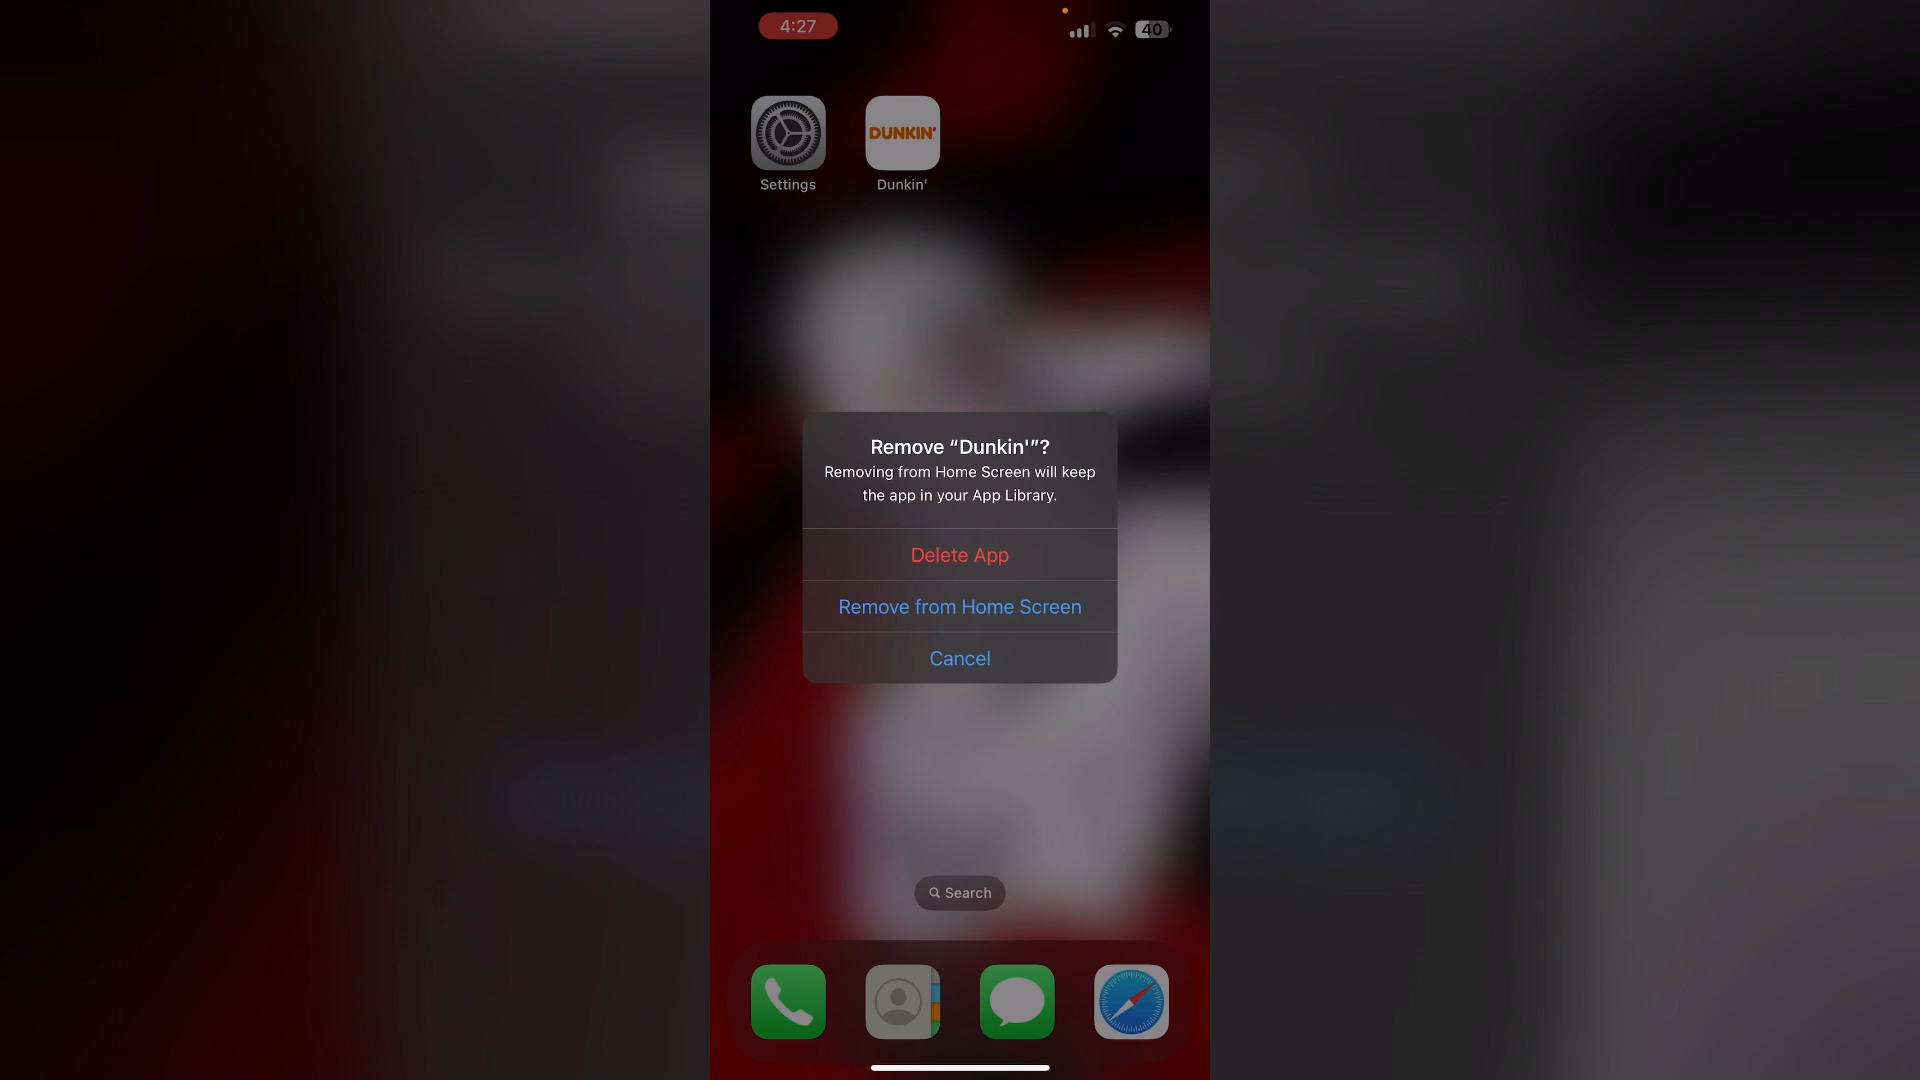 4:27
40
DUNKIN'
Settings
Dunkin'
Remove “Dunkin'”?
Removing from Home Screen will keep
the app in your App Library.
Delete App
Remove from Home Screen
Cancel
Search